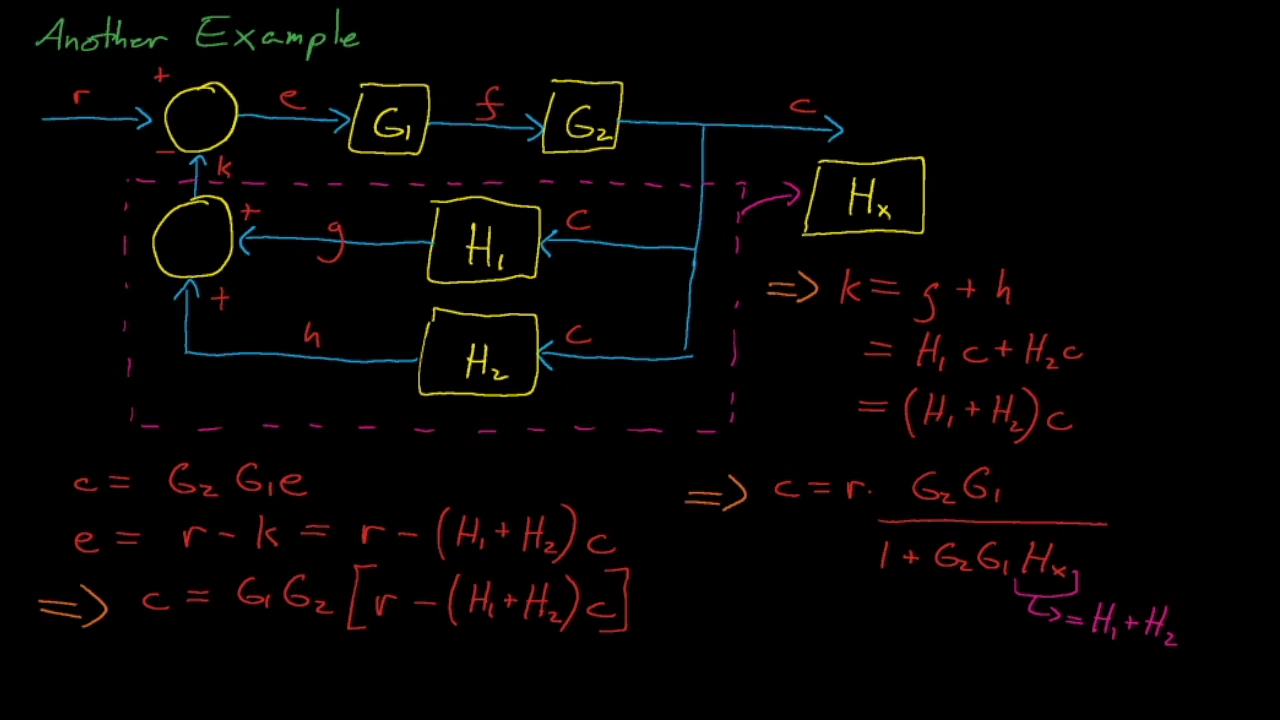 Another Example
+ r e G₁ f G₂ c
− k
Hₓ
+ g H₁ c
+ h H₂ c
⇒ k = g + h
= H₁ c + H₂ c
= (H₁ + H₂) c
c = G₂ G₁ e
e = r − k = r − (H₁ + H₂) c
⇒ c = G₁ G₂ [r − (H₁ + H₂) c]
⇒ c = r · G₂ G₁
1 + G₂ G₁ Hₓ
↳ = H₁ + H₂